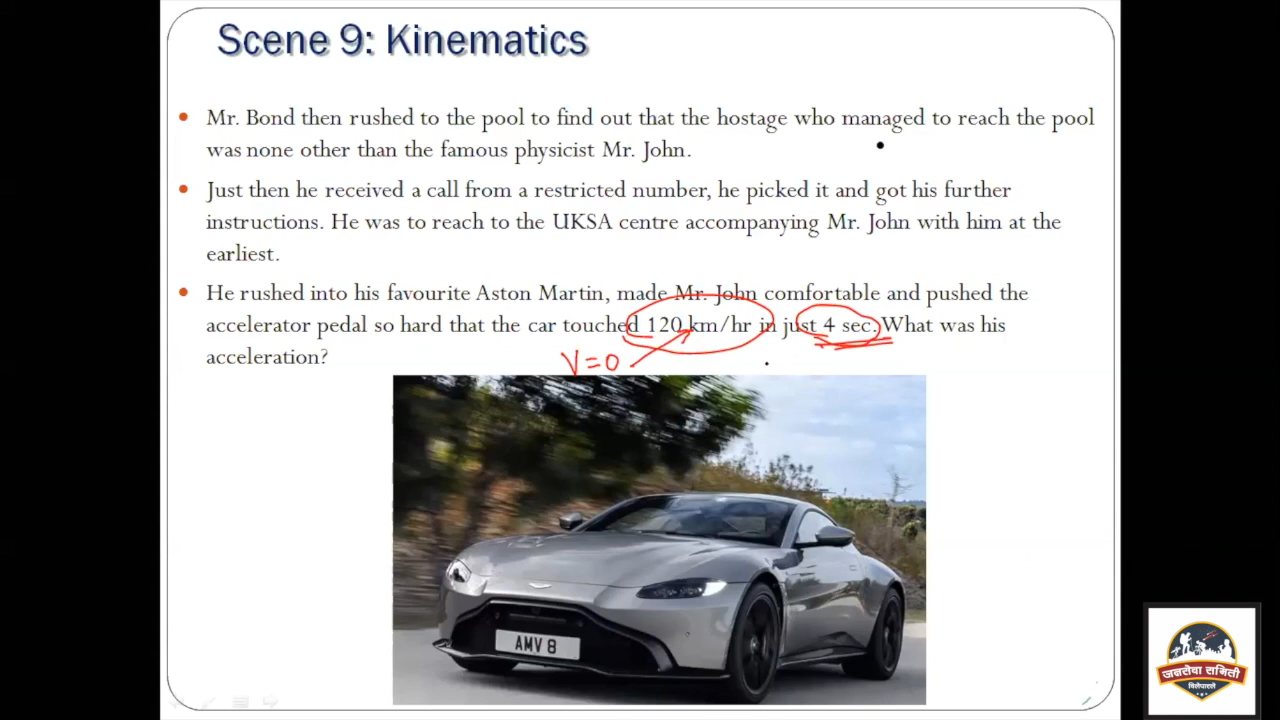 Scene 9: Kinematics
Mr. Bond then rushed to the pool to find out that the hostage who managed to reach the pool
was none other than the famous physicist Mr. John.
Just then he received a call from a restricted number, he picked it and got his further
instructions. He was to reach to the UKSA centre accompanying Mr. John with him at the
earliest.
He rushed into his favourite Aston Martin, made Mr. John comfortable and pushed the
accelerator pedal so hard that the car touched 120 km/hr in just 4 sec. What was his
acceleration?
V=0
AMV 8
जनसेवा समिती
विलेपारले